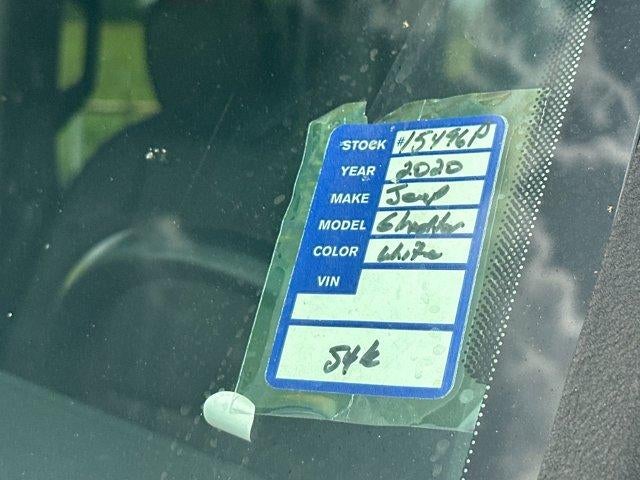 STOCK #15496P
YEAR 2020
MAKE Jeep
MODEL Gladiator
COLOR White
VIN
54k